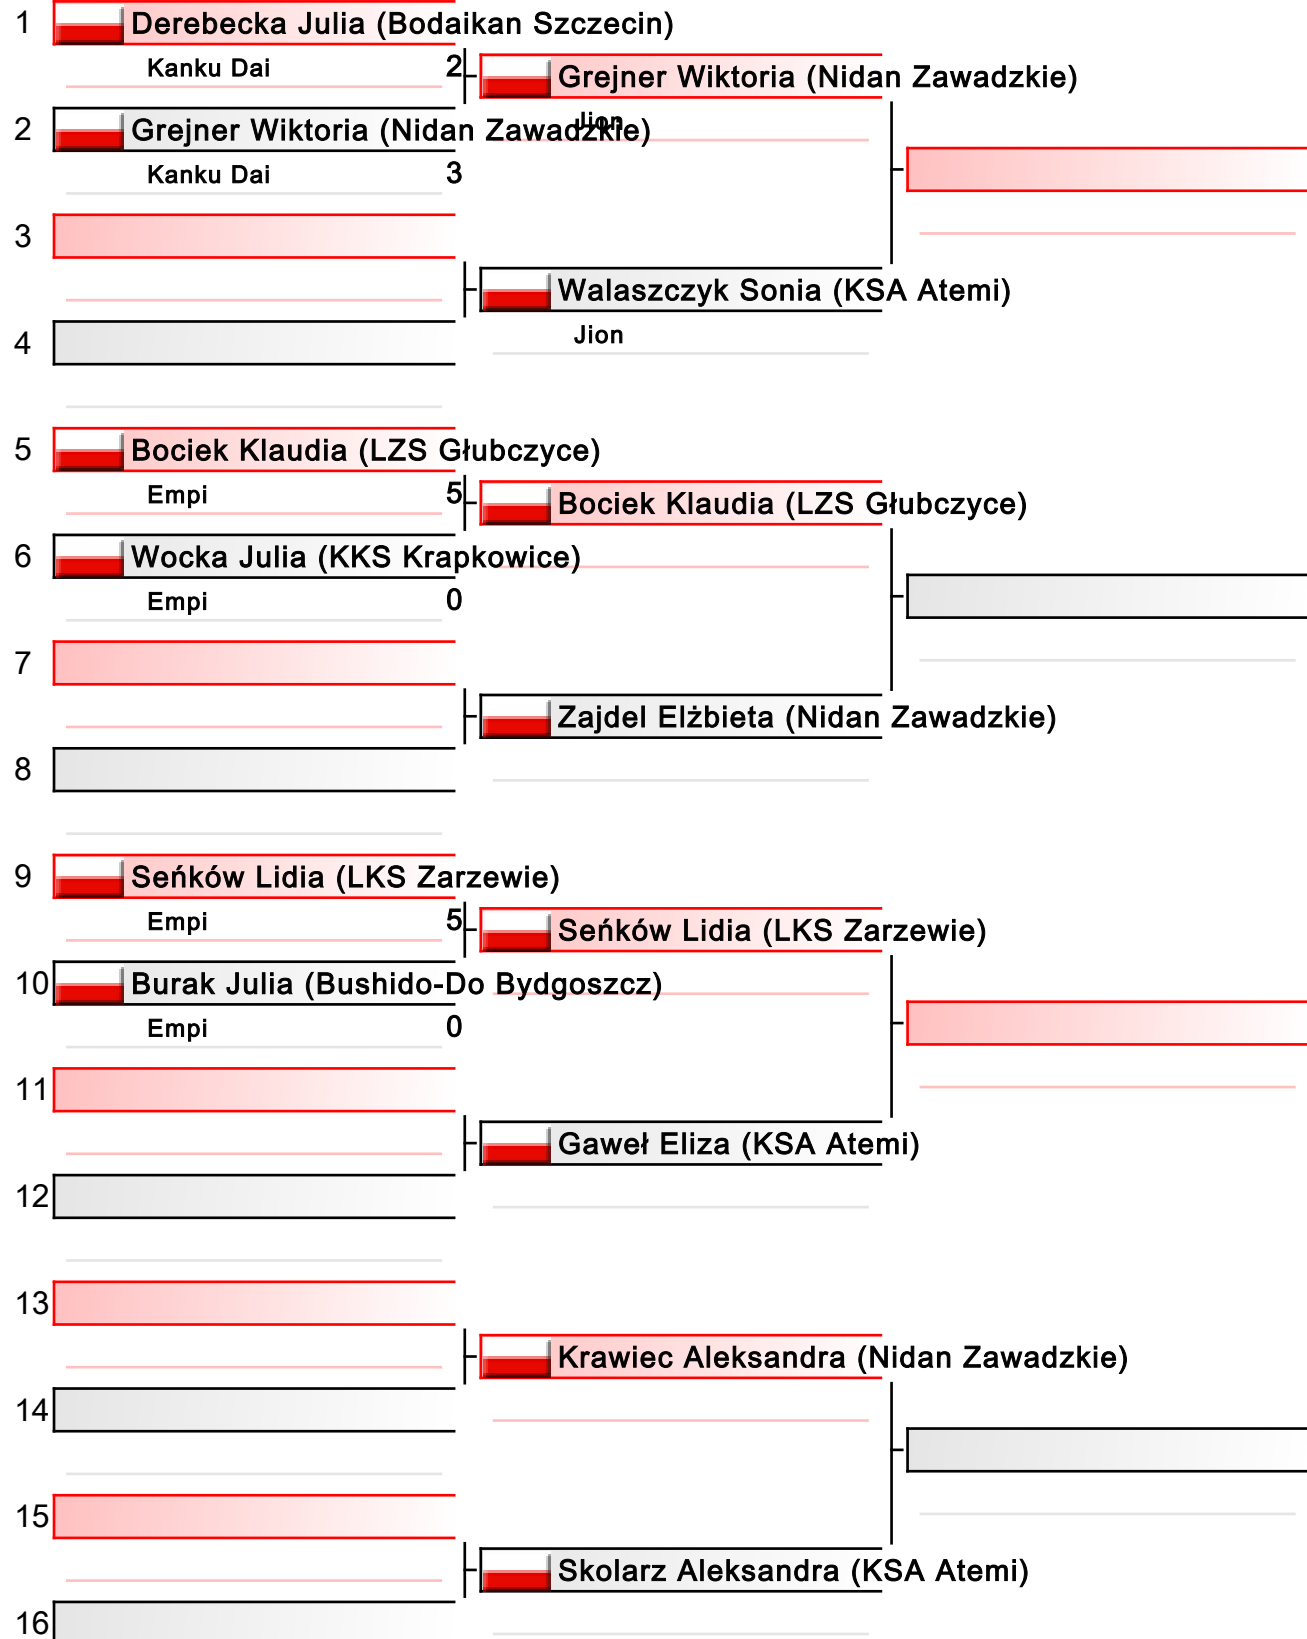 1 Derebecka Julia (Bodaikan Szczecin)
Kanku Dai 2
Grejner Wiktoria (Nidan Zawadzkie)
Jion
2 Grejner Wiktoria (Nidan Zawadzkie)
Kanku Dai 3
3
Walaszczyk Sonia (KSA Atemi)
Jion
4
5 Bociek Klaudia (LZS Głubczyce)
Empi 5
Bociek Klaudia (LZS Głubczyce)
6 Wocka Julia (KKS Krapkowice)
Empi 0
7
Zajdel Elżbieta (Nidan Zawadzkie)
8
9 Seńków Lidia (LKS Zarzewie)
Empi 5
Seńków Lidia (LKS Zarzewie)
10 Burak Julia (Bushido-Do Bydgoszcz)
Empi 0
11
Gaweł Eliza (KSA Atemi)
12
13
Krawiec Aleksandra (Nidan Zawadzkie)
14
15
Skolarz Aleksandra (KSA Atemi)
16